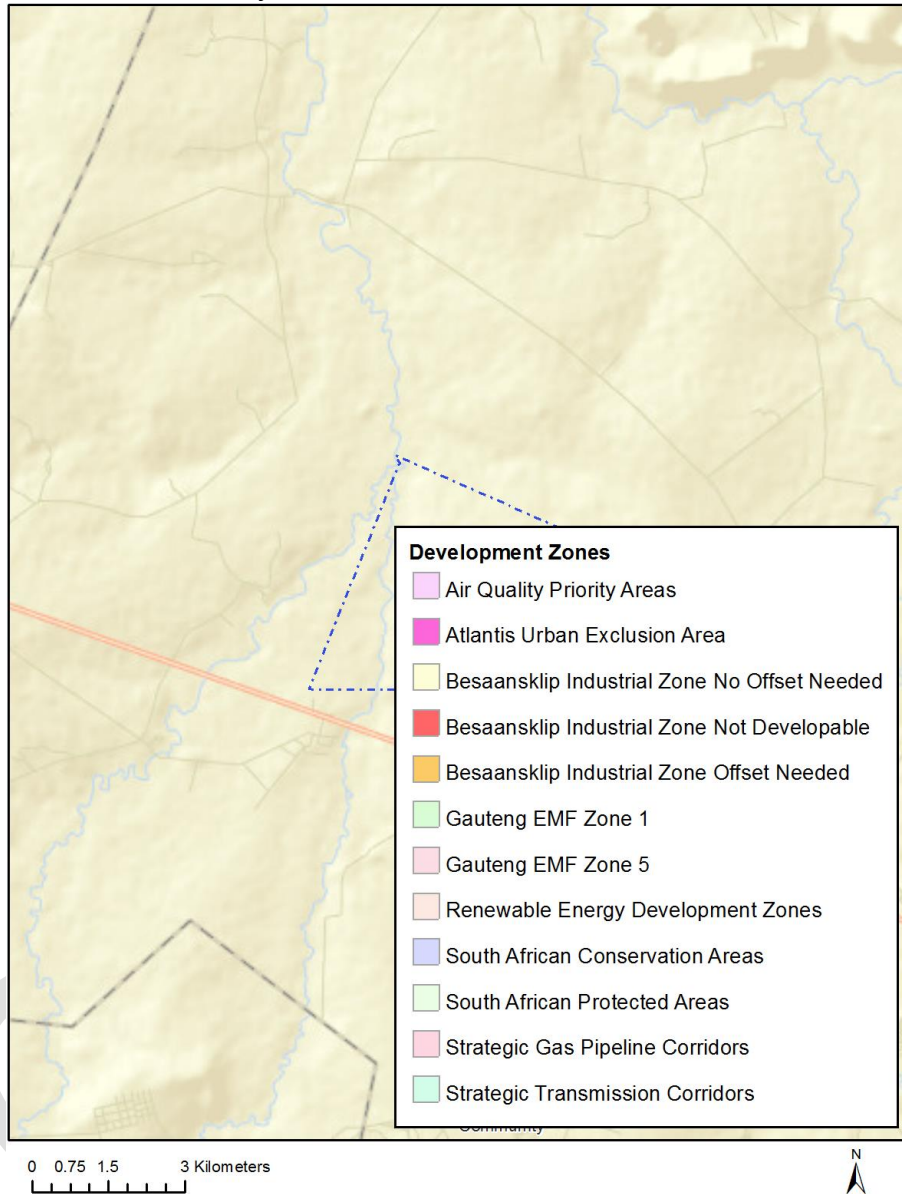 Development Zones
Air Quality Priority Areas
Atlantis Urban Exclusion Area
Besaansklip Industrial Zone No Offset Needed
Besaansklip Industrial Zone Not Developable
Besaansklip Industrial Zone Offset Needed
Gauteng EMF Zone 1
Gauteng EMF Zone 5
Renewable Energy Development Zones
South African Conservation Areas
South African Protected Areas
Strategic Gas Pipeline Corridors
Strategic Transmission Corridors
Community
0 0.75 1.5 3 Kilometers
N